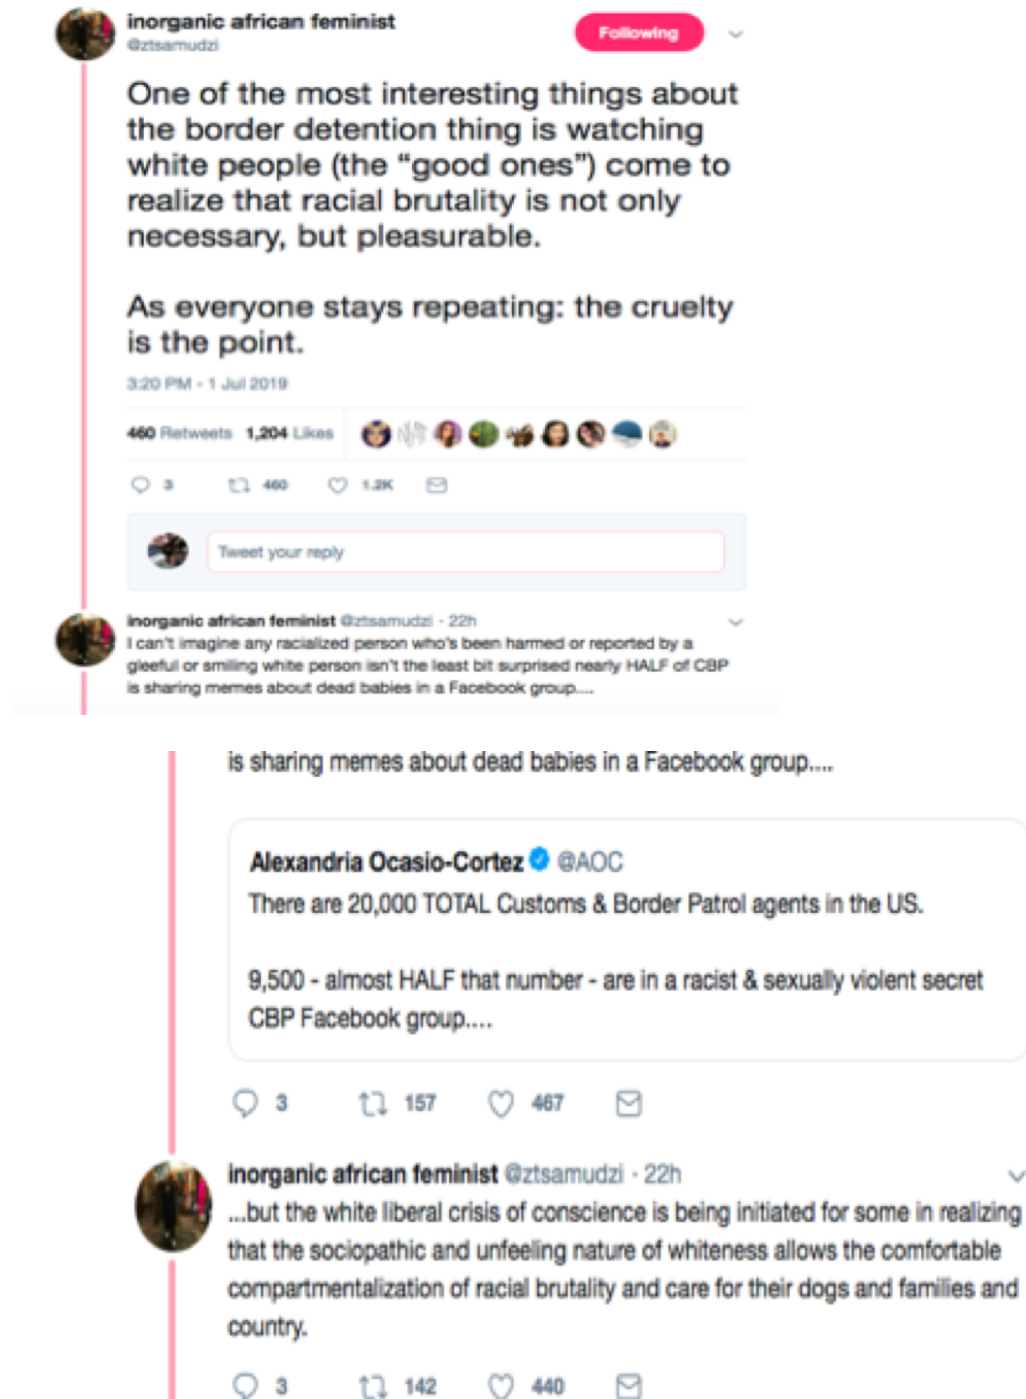 inorganic african feminist
@ztsamudzi
Following
One of the most interesting things about
the border detention thing is watching
white people (the “good ones”) come to
realize that racial brutality is not only
necessary, but pleasurable.
As everyone stays repeating: the cruelty
is the point.
3:20 PM - 1 Jul 2019
460 Retweets 1,204 Likes
3 460 1.2K
Tweet your reply
inorganic african feminist @ztsamudzi · 22h
I can't imagine any racialized person who's been harmed or reported by a
gleeful or smiling white person isn't the least bit surprised nearly HALF of CBP
is sharing memes about dead babies in a Facebook group....
is sharing memes about dead babies in a Facebook group....
Alexandria Ocasio-Cortez @AOC
There are 20,000 TOTAL Customs & Border Patrol agents in the US.
9,500 - almost HALF that number - are in a racist & sexually violent secret
CBP Facebook group....
3 157 467
inorganic african feminist @ztsamudzi · 22h
...but the white liberal crisis of conscience is being initiated for some in realizing
that the sociopathic and unfeeling nature of whiteness allows the comfortable
compartmentalization of racial brutality and care for their dogs and families and
country.
3 142 440